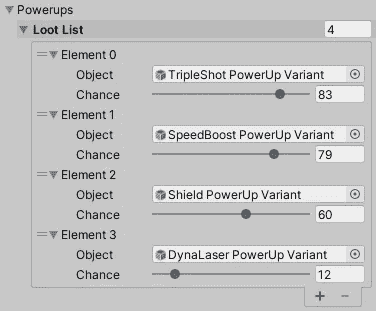 Powerups
Loot List 4
Element 0
Object TripleShot PowerUp Variant
Chance 83
Element 1
Object SpeedBoost PowerUp Variant
Chance 79
Element 2
Object Shield PowerUp Variant
Chance 60
Element 3
Object DynaLaser PowerUp Variant
Chance 12
+ −